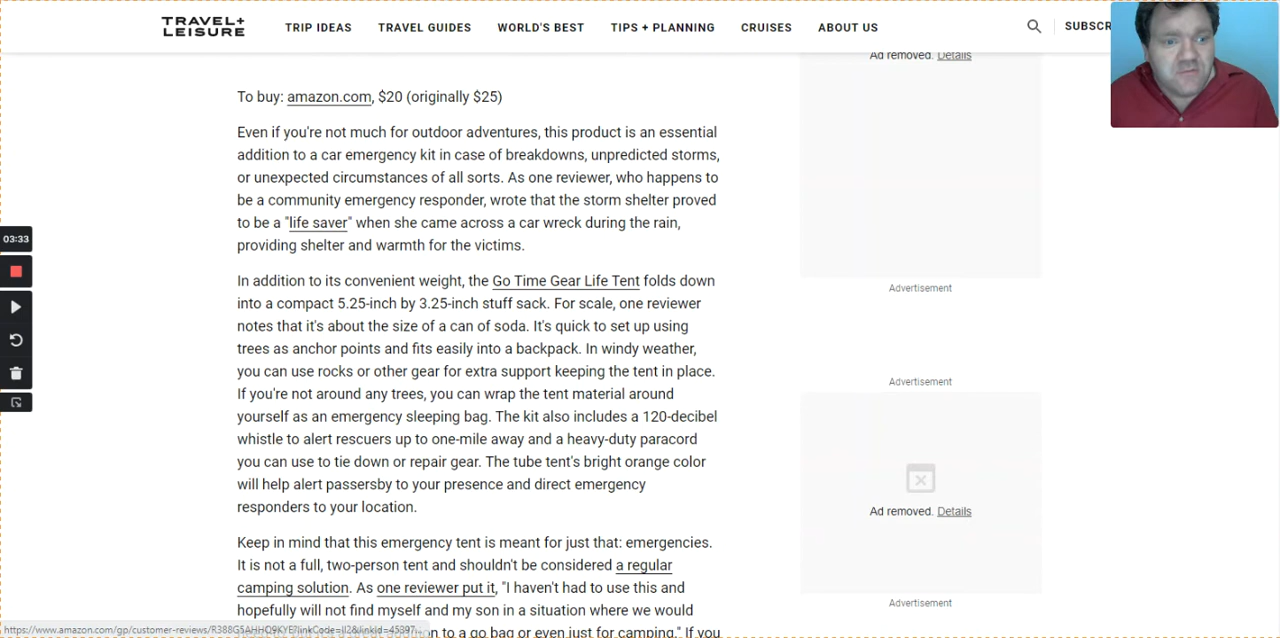 TRAVEL+
LEISURE
TRIP IDEAS
TRAVEL GUIDES
WORLD'S BEST
TIPS + PLANNING
CRUISES
ABOUT US
SUBSCR
Ad removed. Details
To buy: amazon.com, $20 (originally $25)
Even if you're not much for outdoor adventures, this product is an essential
addition to a car emergency kit in case of breakdowns, unpredicted storms,
or unexpected circumstances of all sorts. As one reviewer, who happens to
be a community emergency responder, wrote that the storm shelter proved
to be a "life saver" when she came across a car wreck during the rain,
providing shelter and warmth for the victims.
03:33
In addition to its convenient weight, the Go Time Gear Life Tent folds down
into a compact 5.25-inch by 3.25-inch stuff sack. For scale, one reviewer
notes that it's about the size of a can of soda. It's quick to set up using
trees as anchor points and fits easily into a backpack. In windy weather,
you can use rocks or other gear for extra support keeping the tent in place.
If you're not around any trees, you can wrap the tent material around
yourself as an emergency sleeping bag. The kit also includes a 120-decibel
whistle to alert rescuers up to one-mile away and a heavy-duty paracord
you can use to tie down or repair gear. The tube tent's bright orange color
will help alert passersby to your presence and direct emergency
responders to your location.
Advertisement
Advertisement
Ad removed. Details
Advertisement
Keep in mind that this emergency tent is meant for just that: emergencies.
It is not a full, two-person tent and shouldn't be considered a regular
camping solution. As one reviewer put it, "I haven't had to use this and
hopefully will not find myself and my son in a situation where we would
n to a go bag or even just for camping." If you